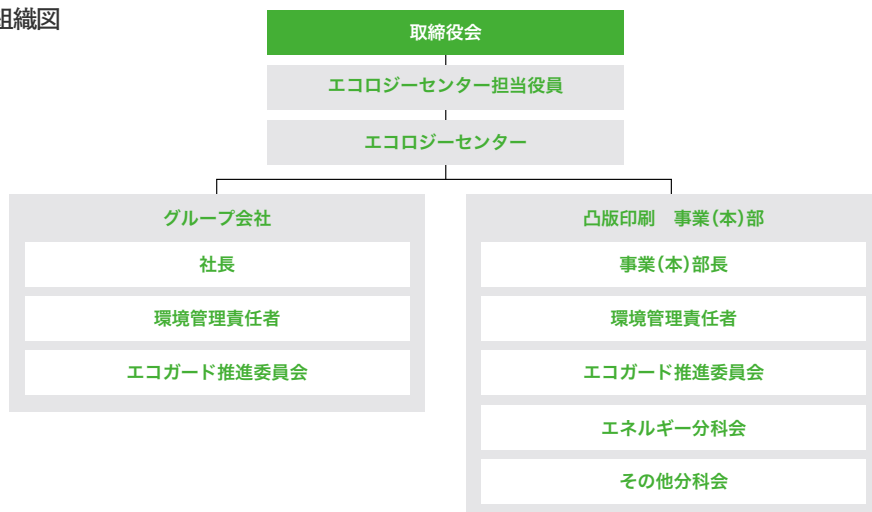 組織図
取締役会
エコロジーセンター担当役員
エコロジーセンター
グループ会社
社長
環境管理責任者
エコガード推進委員会
凸版印刷　事業(本)部
事業(本)部長
環境管理責任者
エコガード推進委員会
エネルギー分科会
その他分科会